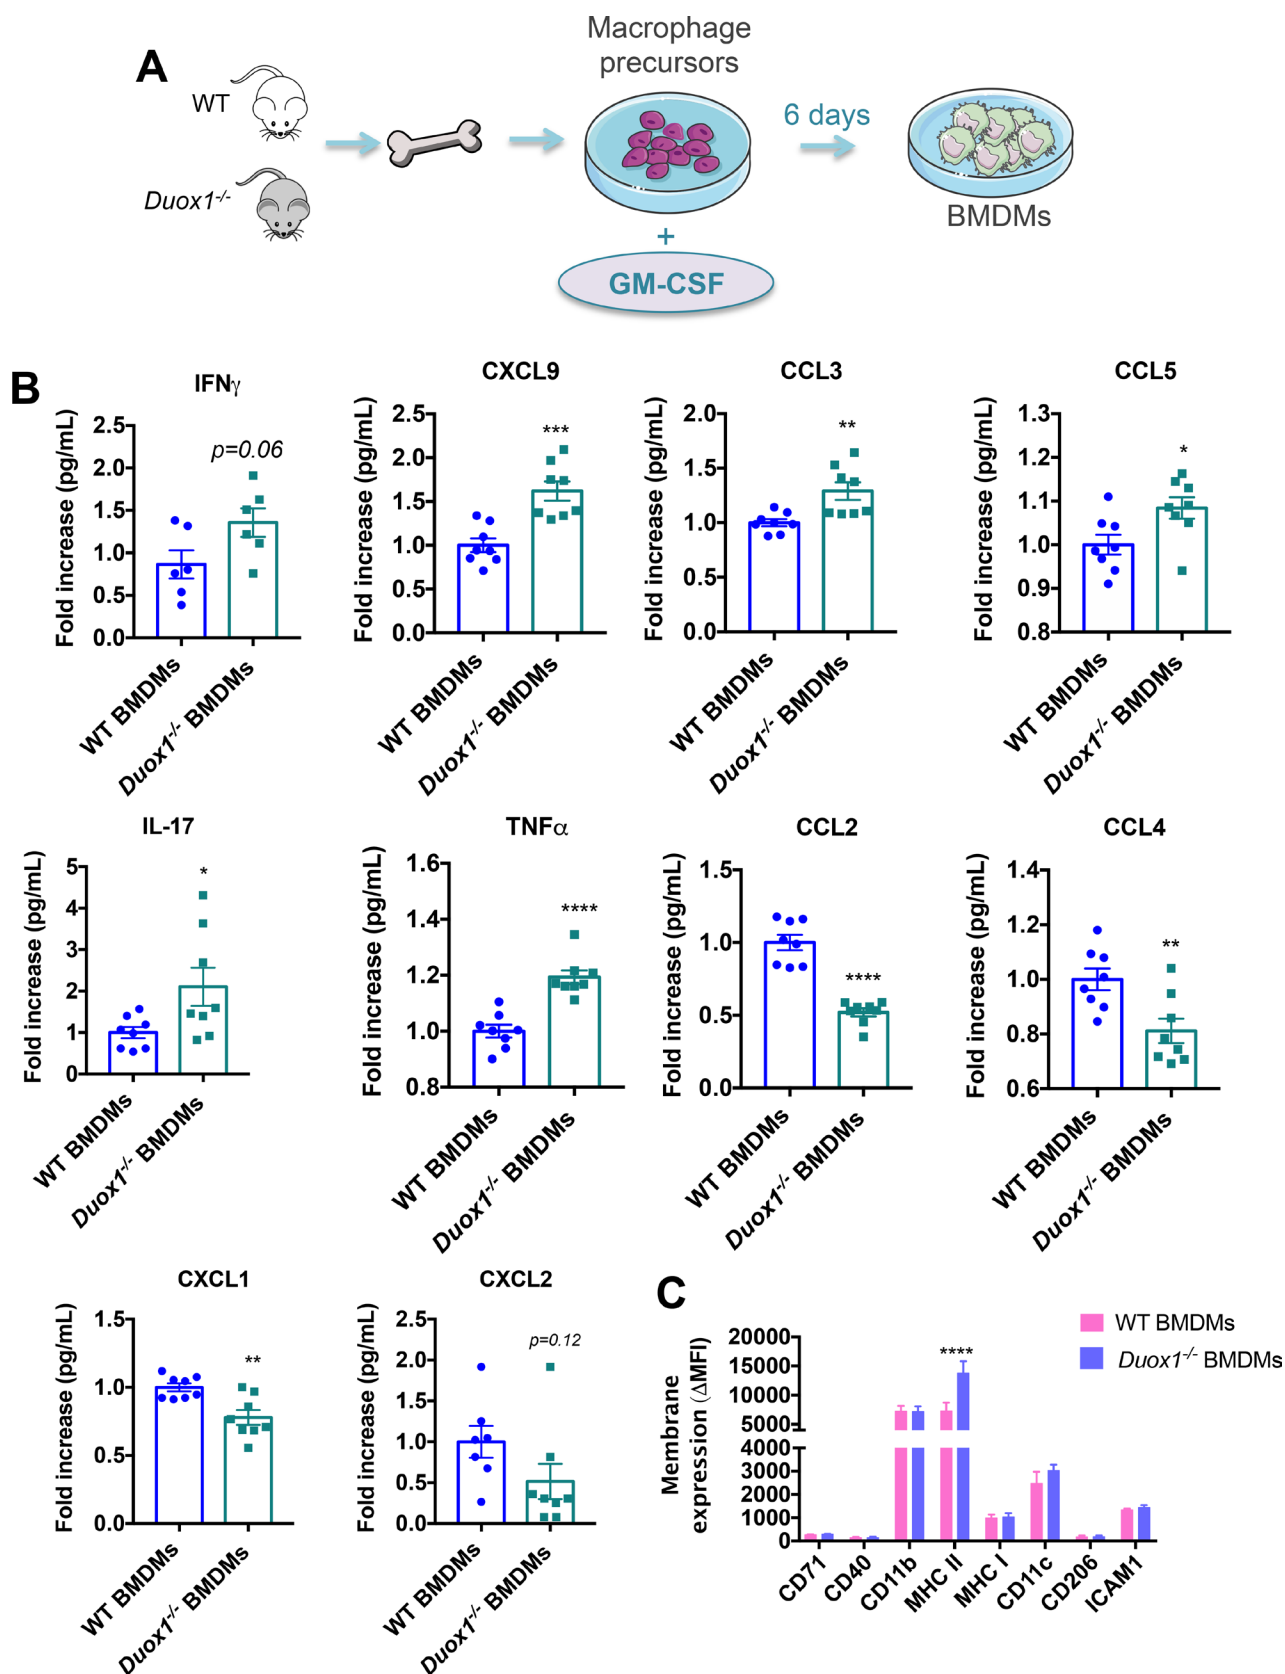 A
WT
Duox1-/-
Macrophage
precursors
+
GM-CSF
6 days
BMDMs
B
IFNγ
Fold increase (pg/mL)
2.5
2.0
1.5
1.0
0.5
0.0
p=0.06
WT BMDMs
Duox1-/- BMDMs
CXCL9
Fold increase (pg/mL)
2.5
2.0
1.5
1.0
0.5
0.0
***
WT BMDMs
Duox1-/- BMDMs
CCL3
Fold increase (pg/mL)
2.0
1.5
1.0
0.5
0.0
**
WT BMDMs
Duox1-/- BMDMs
CCL5
Fold increase (pg/mL)
1.3
1.2
1.1
1.0
0.9
0.8
*
WT BMDMs
Duox1-/- BMDMs
IL-17
Fold increase (pg/mL)
5
4
3
2
1
0
*
WT BMDMs
Duox1-/- BMDMs
TNFα
Fold increase (pg/mL)
1.6
1.4
1.2
1.0
0.8
****
WT BMDMs
Duox1-/- BMDMs
CCL2
Fold increase (pg/mL)
1.5
1.0
0.5
0.0
****
WT BMDMs
Duox1-/- BMDMs
CCL4
Fold increase (pg/mL)
1.4
1.2
1.0
0.8
0.6
**
WT BMDMs
Duox1-/- BMDMs
CXCL1
Fold increase (pg/mL)
1.5
1.0
0.5
0.0
**
WT BMDMs
Duox1-/- BMDMs
CXCL2
Fold increase (pg/mL)
2.5
2.0
1.5
1.0
0.5
0.0
p=0.12
WT BMDMs
Duox1-/- BMDMs
C
Membrane
expression (ΔMFI)
20000
15000
10000
5000
4000
3000
2000
1000
0
****
WT BMDMs
Duox1-/- BMDMs
CD71
CD40
CD11b
MHC II
MHC I
CD11c
CD206
ICAM1